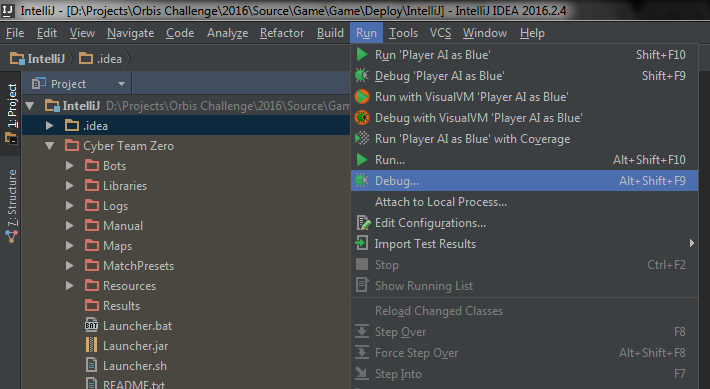 IntelliJ - [D:\Projects\Orbis Challenge\2016\Source\Game\Game\Deploy\IntelliJ] - IntelliJ IDEA 2016.2.4
File Edit View Navigate Code Analyze Refactor Build Run Tools VCS Window Help
IntelliJ .idea
1: Project
7: Structure
Project
IntelliJ D:\Projects\Orbis Challenge\2016\Source\Gam
.idea
Cyber Team Zero
Bots
Libraries
Logs
Manual
Maps
MatchPresets
Resources
Results
Launcher.bat
Launcher.jar
Launcher.sh
README.txt
Run 'Player AI as Blue' Shift+F10
Debug 'Player AI as Blue' Shift+F9
Run with VisualVM 'Player AI as Blue'
Debug with VisualVM 'Player AI as Blue'
Run 'Player AI as Blue' with Coverage
Run... Alt+Shift+F10
Debug... Alt+Shift+F9
Attach to Local Process...
Edit Configurations...
Import Test Results
Stop Ctrl+F2
Show Running List
Reload Changed Classes
Step Over F8
Force Step Over Alt+Shift+F8
Step Into F7